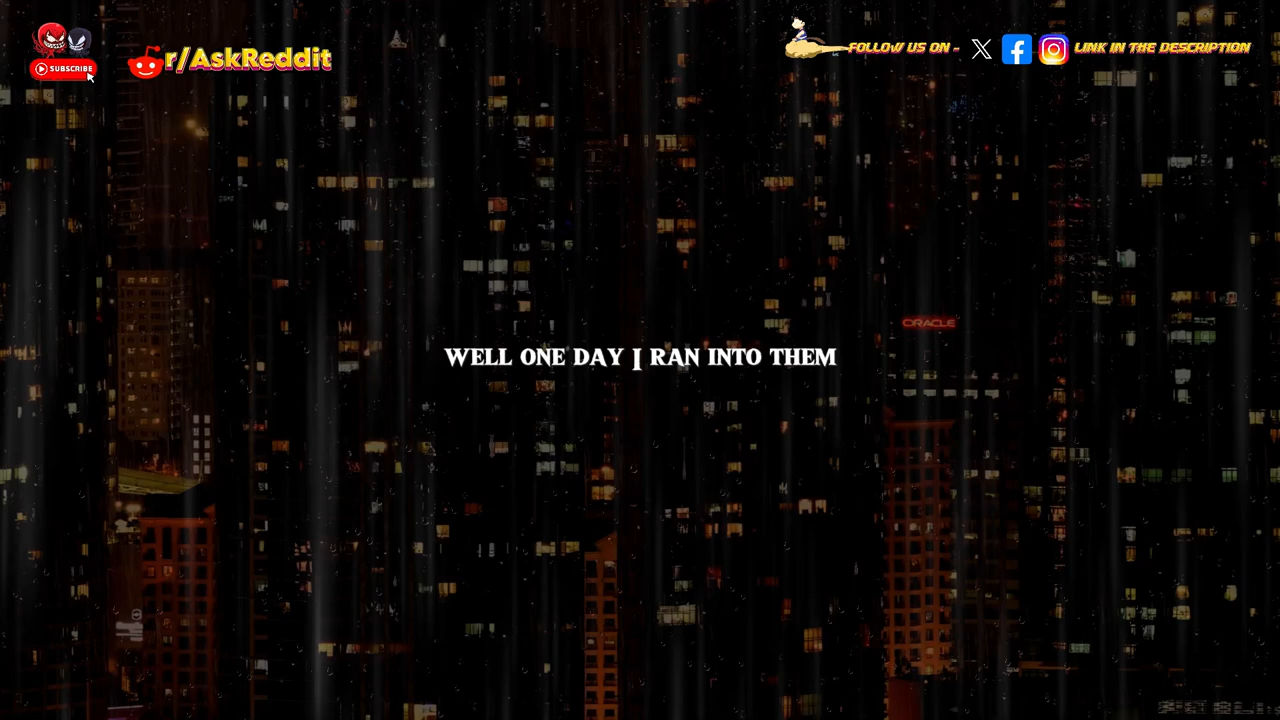 SUBSCRIBE
r/AskReddit
FOLLOW US ON -
LINK IN THE DESCRIPTION
ORACLE
WELL ONE DAY I RAN INTO THEM